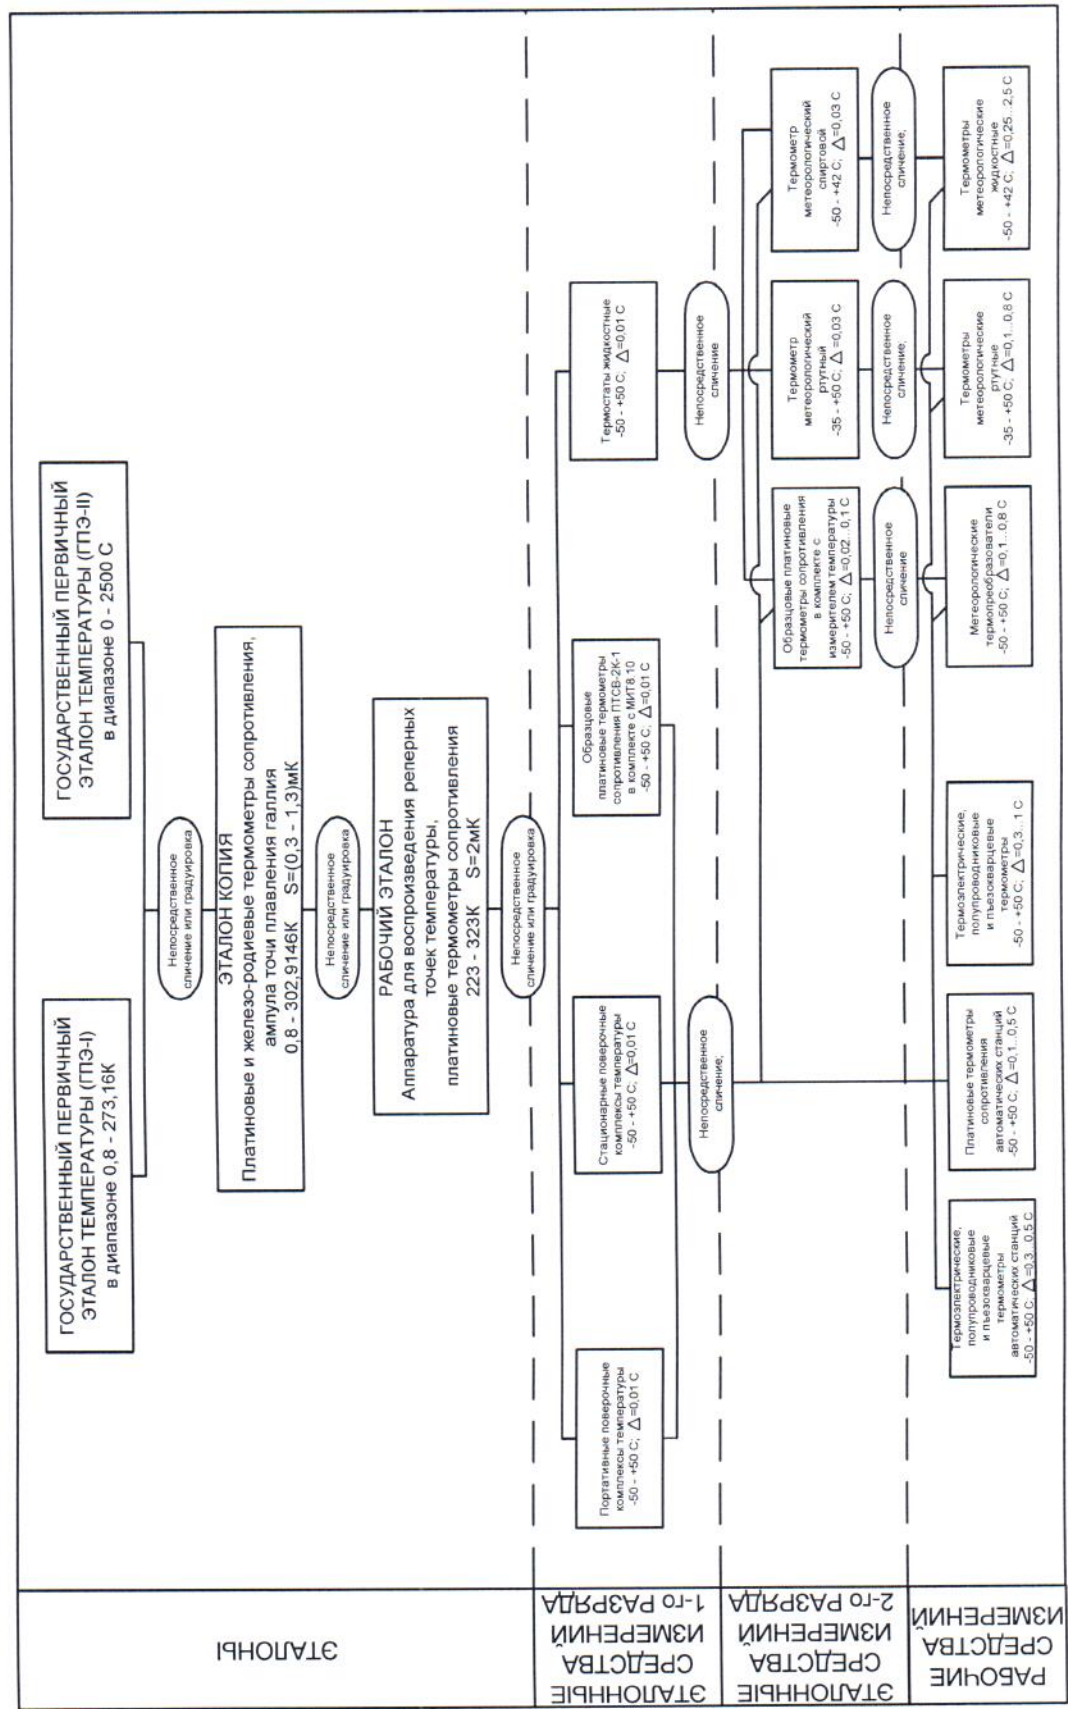 ЭТАЛОНЫ
ГОСУДАРСТВЕННЫЙ ПЕРВИЧНЫЙ
ЭТАЛОН ТЕМПЕРАТУРЫ (ГПЭ-I)
в диапазоне 0,8 - 273,16К
ГОСУДАРСТВЕННЫЙ ПЕРВИЧНЫЙ
ЭТАЛОН ТЕМПЕРАТУРЫ (ГПЭ-II)
в диапазоне 0 - 2500 С
Непосредственное
сличение или градуировка
ЭТАЛОН КОПИЯ
Платиновые и железо-родиевые термометры сопротивления,
ампула точи плавления галлия
0,8 - 302,9146К S=(0,3 - 1,3)мК
Непосредственное
сличение или градуировка
РАБОЧИЙ ЭТАЛОН
Аппаратура для воспроизведения реперных
точек температуры,
платиновые термометры сопротивления
223 - 323К S=2мК
Непосредственное
сличение или градуировка
ЭТАЛОННЫЕ
СРЕДСТВА
ИЗМЕРЕНИЙ
1-го РАЗРЯДА
Портативные поверочные
комплексы температуры
-50 - +50 С; Δ=0,01 С
Стационарные поверочные
комплексы температуры
-50 - +50 С; Δ=0,01 С
Образцовые
платиновые термометры
сопротивления ПТСВ-2К-1
в комплекте с МИТ8.10
-50 - +50 С; Δ=0,01 С
Термостаты жидкостные
-50 - +50 С; Δ=0,01 С
Непосредственное
сличение;
Непосредственное
сличение
ЭТАЛОННЫЕ
СРЕДСТВА
ИЗМЕРЕНИЙ
2-го РАЗРЯДА
Образцовые платиновые
термометры сопротивления
в комплекте с
измерителем температуры
-50 - +50 С; Δ=0,02...0,1 С
Термометр
метеорологический
ртутный
-35 - +50 С; Δ=0,03 С
Термометр
метеорологический
спиртовой
-50 - +42 С; Δ=0,03 С
Непосредственное
сличение
Непосредственное
сличение;
Непосредственное
сличение;
РАБОЧИЕ
СРЕДСТВА
ИЗМЕРЕНИЙ
Термоэлектрические,
полупроводниковые
и пъезокварцевые
термометры
автоматических станций
-50 - +50 С; Δ=0,3...0,5 С
Платиновые термометры
сопротивления
автоматических станций
-50 - +50 С; Δ=0,1...0,5 С
Термоэлектрические,
полупроводниковые
и пъезокварцевые
термометры
-50 - +50 С; Δ=0,3...1 С
Метеорологические
термопреобразователи
-50 - +50 С; Δ=0,1...0,8 С
Термометры
метеорологические
ртутные
-35 - +50 С; Δ=0,1...0,8 С
Термометры
метеорологические
жидкостные
-50 - +42 С; Δ=0,25...2,5 С